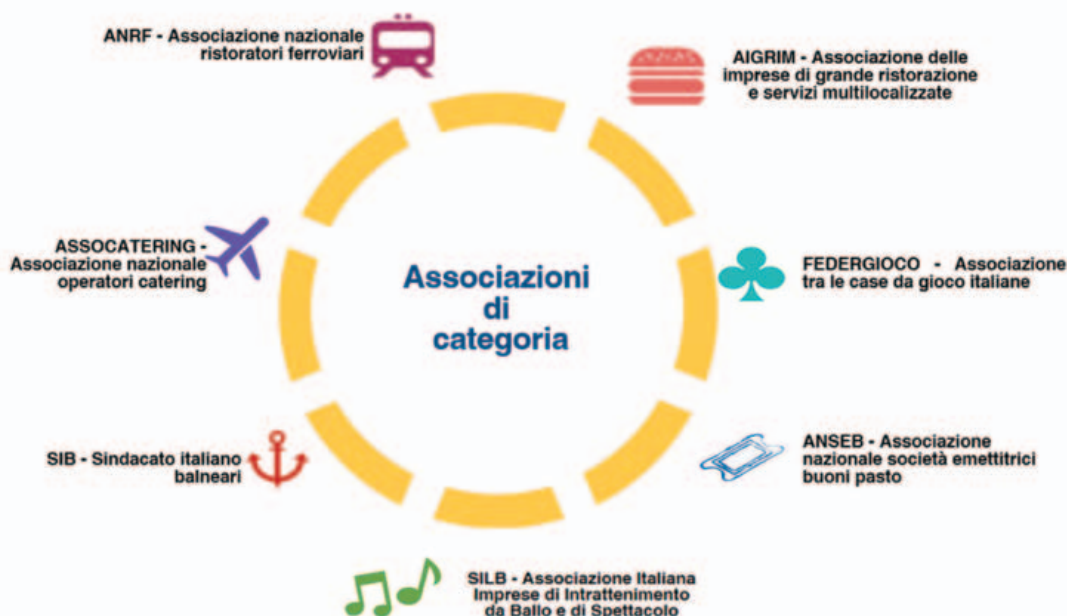 ANRF - Associazione nazionale
ristoratori ferroviari
AIGRIM - Associazione delle
imprese di grande ristorazione
e servizi multilocalizzate
ASSOCATERING -
Associazione nazionale
operatori catering
Associazioni
di
categoria
FEDERGIOCO - Associazione
tra le case da gioco italiane
SIB - Sindacato italiano
balneari
ANSEB - Associazione
nazionale società emettitrici
buoni pasto
SILB - Associazione Italiana
Imprese di Intrattenimento
da Ballo e di Spettacolo